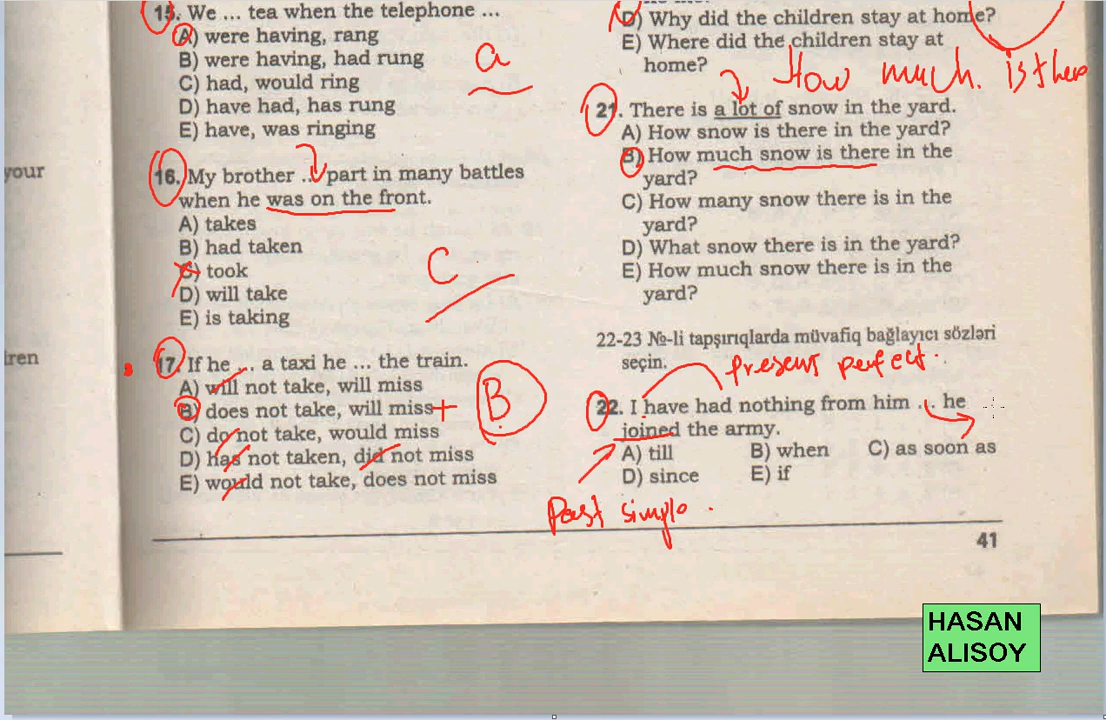 your
dren
15. We ... tea when the telephone ...
A) were having, rang
B) were having, had rung
C) had, would ring
D) have had, has rung
E) have, was ringing
a
16. My brother ... part in many battles
when he was on the front.
A) takes
B) had taken
C) took
D) will take
E) is taking
C
17. If he ... a taxi he ... the train.
A) will not take, will miss
B) does not take, will miss
C) do not take, would miss
D) has not taken, did not miss
E) would not take, does not miss
B
D) Why did the children stay at home?
E) Where did the children stay at
home?
How much is there
21. There is a lot of snow in the yard.
A) How snow is there in the yard?
B) How much snow is there in the
yard?
C) How many snow there is in the
yard?
D) What snow there is in the yard?
E) How much snow there is in the
yard?
22-23 №-li tapşırıqlarda müvafiq bağlayıcı sözləri
seçin.
Present perfect.
22. I have had nothing from him ... he
joined the army.
A) till B) when C) as soon as
D) since E) if
Past simple.
41
HASAN
ALISOY